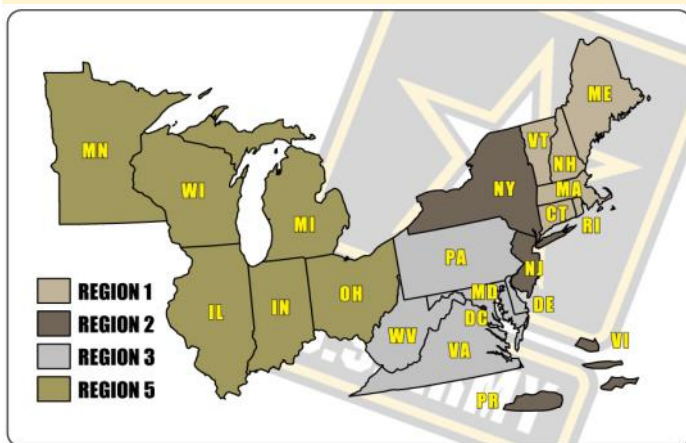 ME
VT
NH
MN
NY
MA
WI
CT
RI
MI
PA
NJ
OH
MD
DE
IL
IN
DC
WV
VA
VI
PR
REGION 1
REGION 2
REGION 3
REGION 5